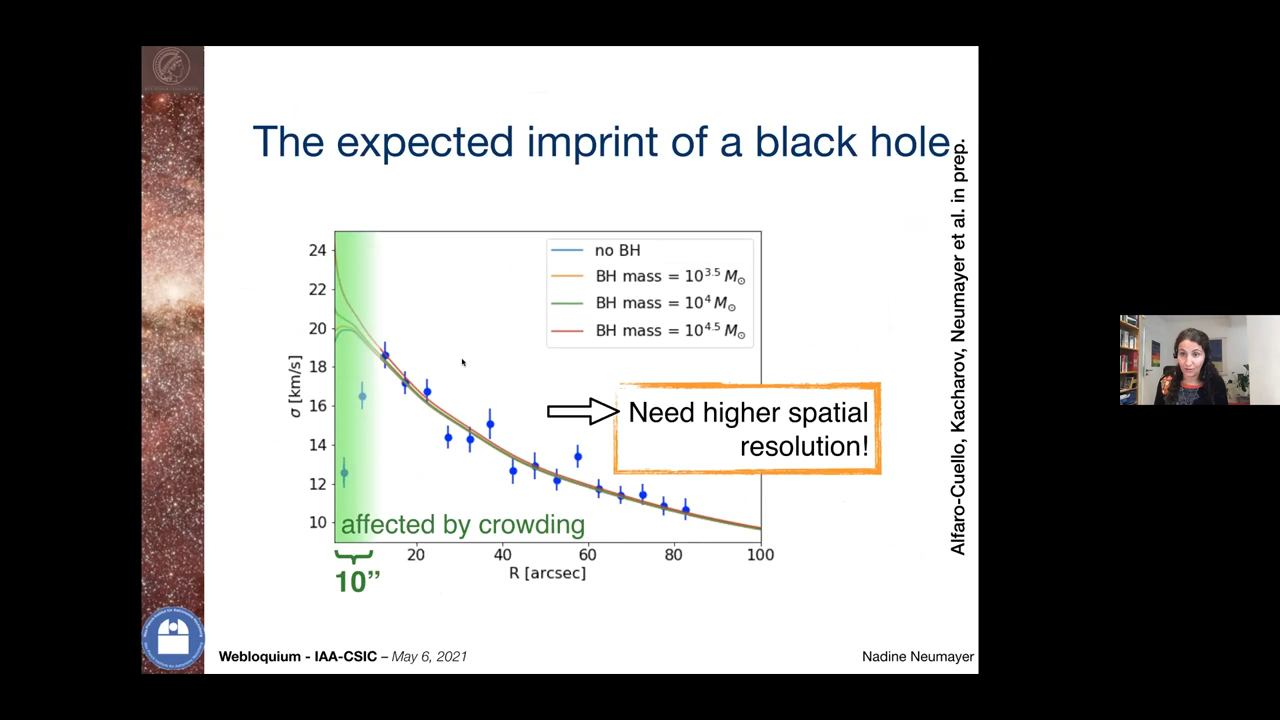 The expected imprint of a black hole
Alfaro-Cuello, Kacharov, Neumayer et al. in prep.
24
22
20
18
16
14
12
10
σ [km/s]
no BH
BH mass = 10^3.5 M⊙
BH mass = 10^4 M⊙
BH mass = 10^4.5 M⊙
Need higher spatial
resolution!
affected by crowding
20 40 60 80 100
R [arcsec]
10”
Webloquium - IAA-CSIC – May 6, 2021
Nadine Neumayer